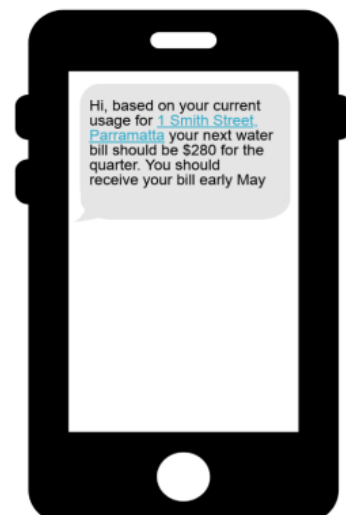 Hi, based on your current
usage for 1 Smith Street,
Parramatta your next water
bill should be $280 for the
quarter. You should
receive your bill early May